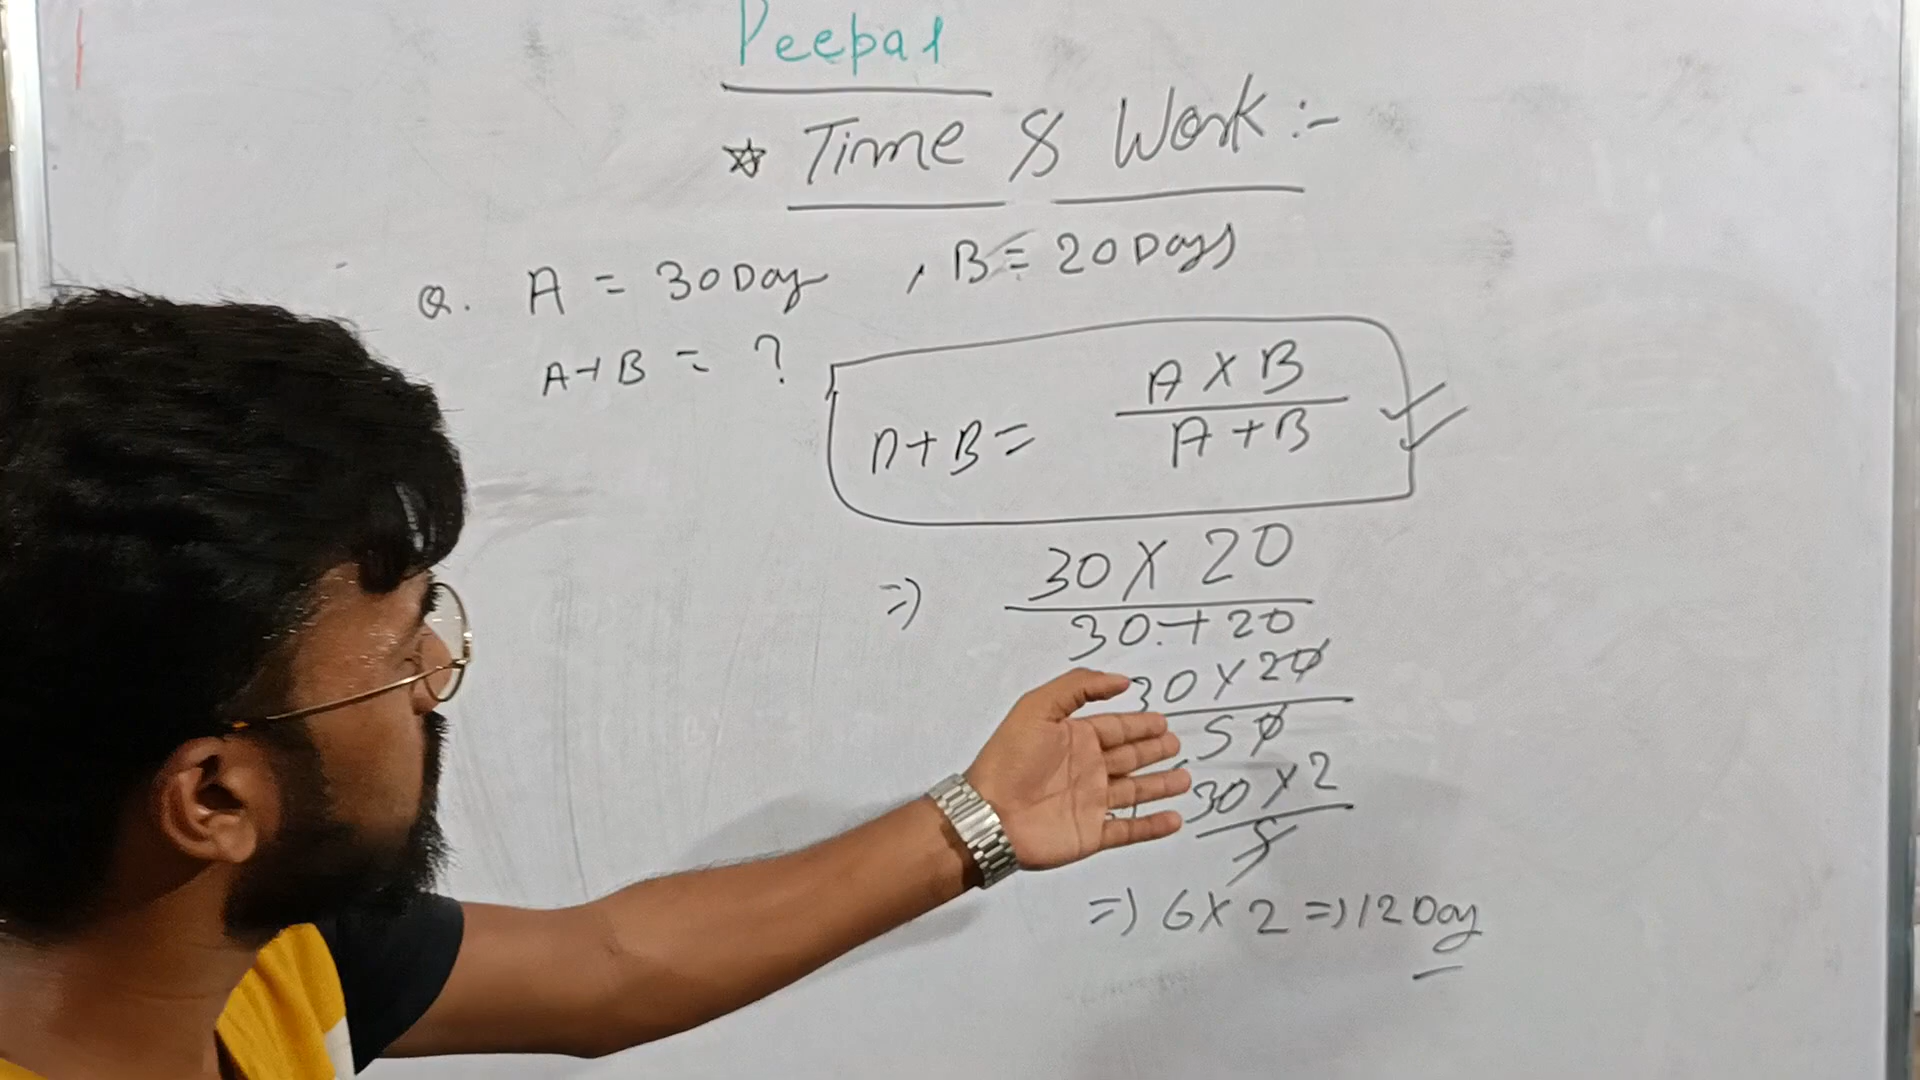 Peepal
☆ Time & Work :-
Q. A = 30 Day , B = 20 Days
A+B = ?
A+B = A X B / A + B
=) 30 X 20 / 30 + 20
30 X 20 / 50
30 X 2 / 5
=) 6 X 2 =) 12 Day